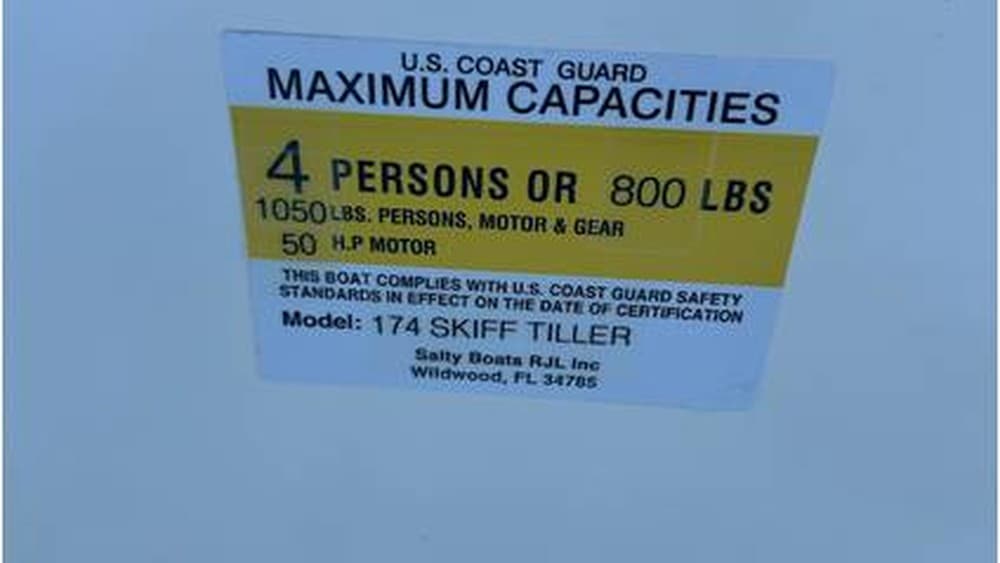 U.S. COAST GUARD
MAXIMUM CAPACITIES
4 PERSONS OR 800 LBS
1050 LBS. PERSONS, MOTOR & GEAR
50 H.P MOTOR
THIS BOAT COMPLIES WITH U.S. COAST GUARD SAFETY
STANDARDS IN EFFECT ON THE DATE OF CERTIFICATION
Model: 174 SKIFF TILLER
Salty Boats RJL Inc
Wildwood, FL 34785